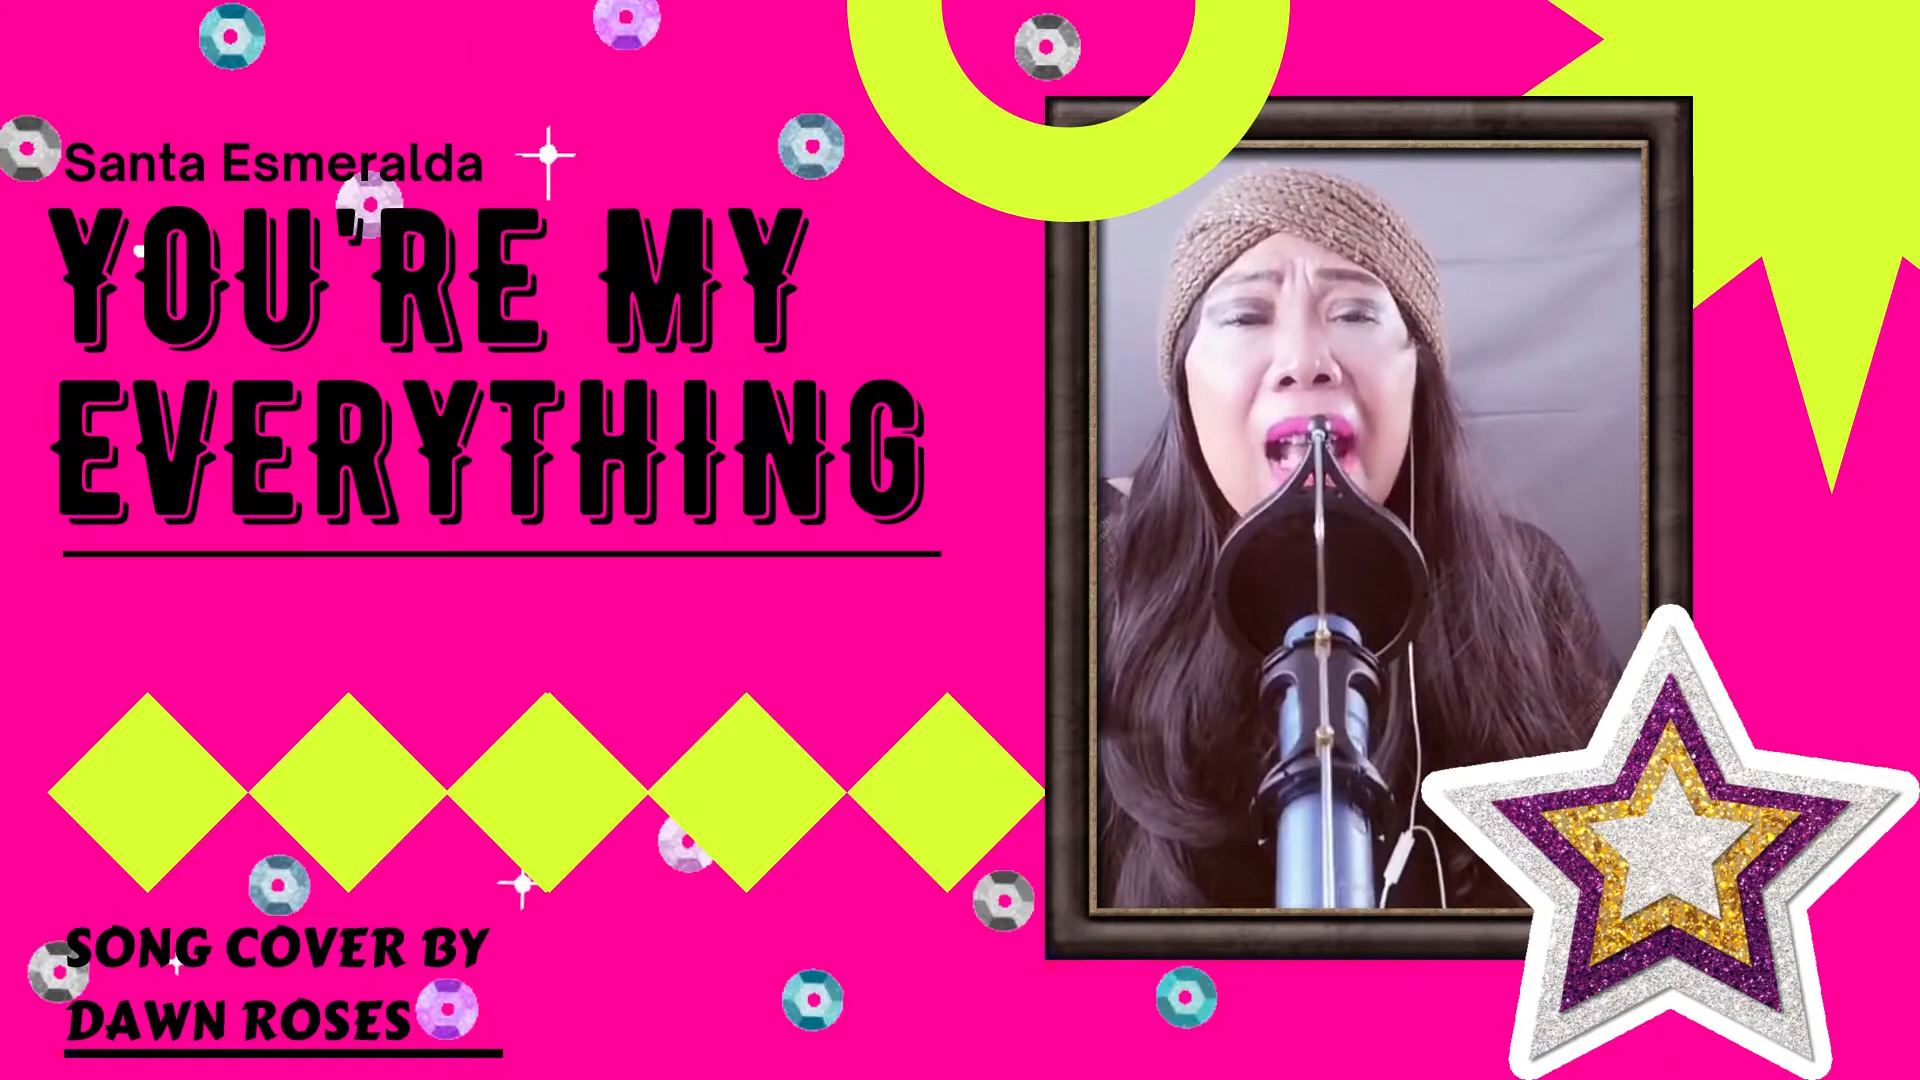 Santa Esmeralda
YOU'RE MY
EVERYTHING
SONG COVER BY
DAWN ROSES